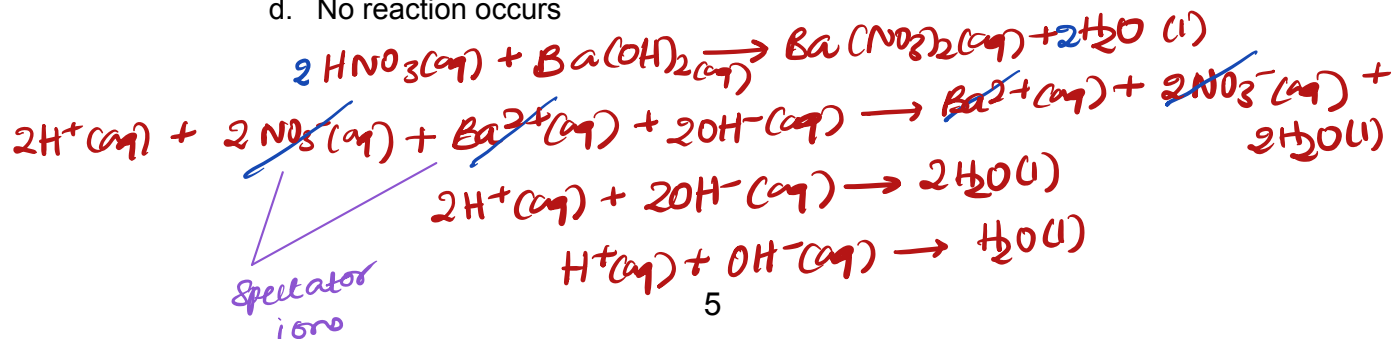 d. No reaction occurs
2 HNO₃(aq) + Ba(OH)₂(aq) → Ba(NO₃)₂(aq) + 2H₂O (l)
2H⁺(aq) + 2NO₃⁻(aq) + Ba²⁺(aq) + 2OH⁻(aq) → Ba²⁺(aq) + 2NO₃⁻(aq) +
2H₂O(l)
2H⁺(aq) + 2OH⁻(aq) → 2H₂O(l)
H⁺(aq) + OH⁻(aq) → H₂O(l)
Spectator
ions
5